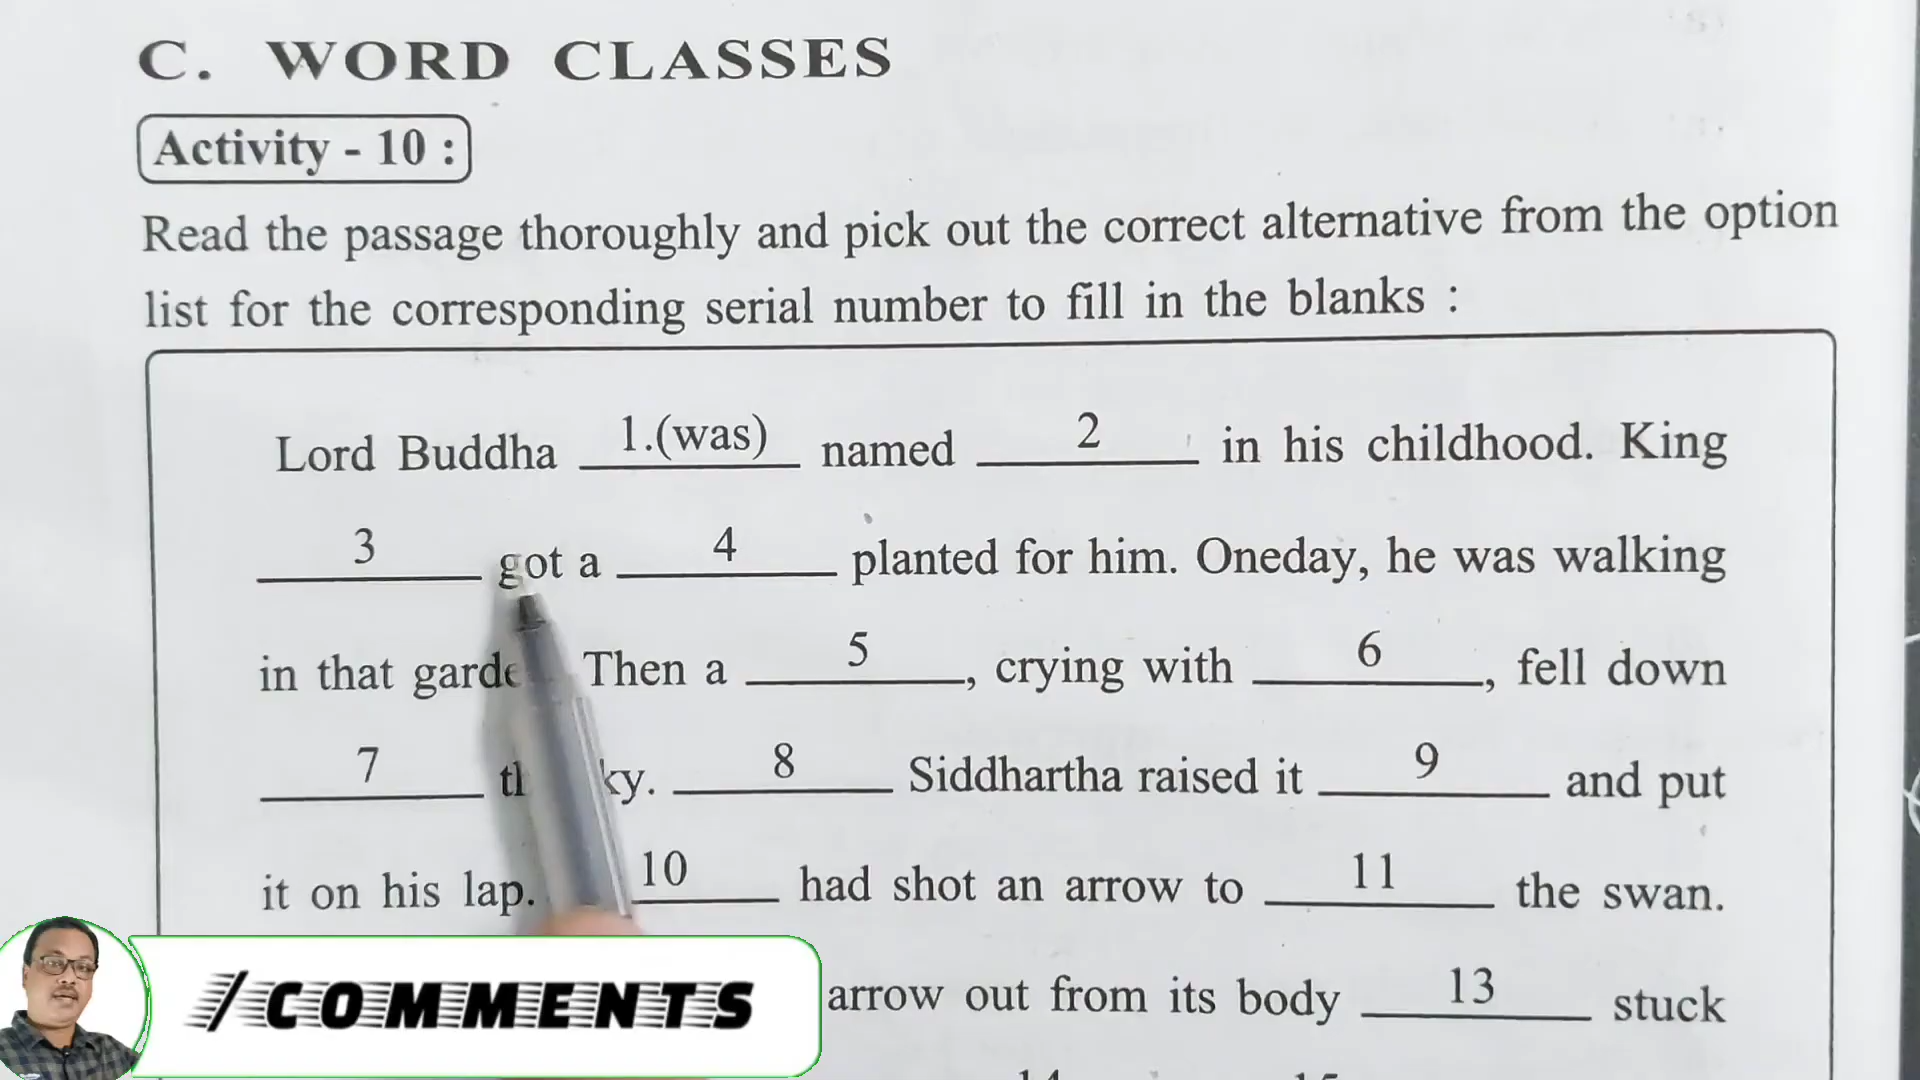 C. WORD CLASSES
Activity - 10 :
Read the passage thoroughly and pick out the correct alternative from the option
list for the corresponding serial number to fill in the blanks :
Lord Buddha 1.(was) named 2 in his childhood. King
3 got a 4 planted for him. Oneday, he was walking
in that Then a 5, crying with 6, fell down
7 8 Siddhartha raised it 9 and put
it on his lap. 10 had shot an arrow to 11 the swan.
arrow out from its body 13 stuck
/COMMENTS